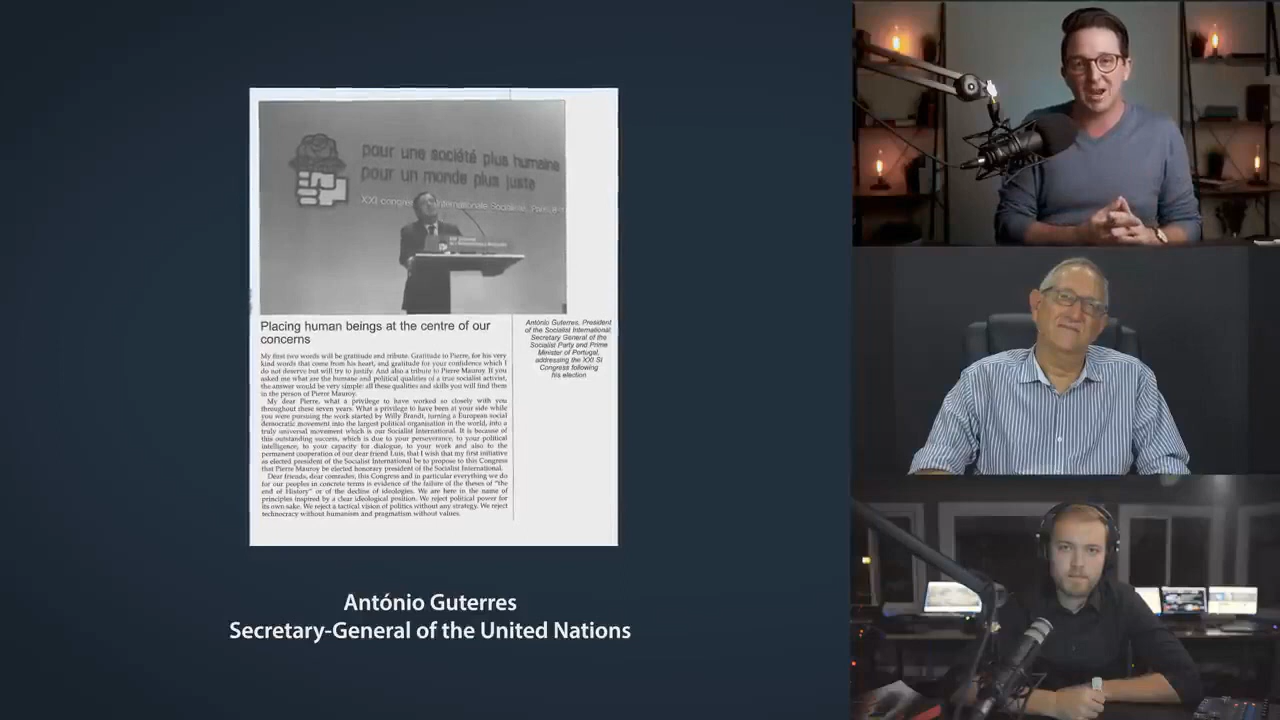 pour une société plus humaine
pour un monde plus juste
XXI congrès Internationale Socialiste, Paris
Placing human beings at the centre of our
concerns
António Guterres, President
of the Socialist International
Secretary General of the
Socialist Party and Prime
Minister of Portugal,
addressing the XXI SI
Congress following
his election
My first two words will be gratitude and tribute. Gratitude to Pierre, for his very
kind words that come from his heart, and gratitude for your confidence which I
do not deserve but will try to justify. And also a tribute to Pierre Mauroy. If you
asked me what are the humane and political qualities of a true socialist activist,
the answer would be very simple: all these qualities and skills you will find them
in the person of Pierre Mauroy.
My dear Pierre, what a privilege to have worked so closely with you
throughout these seven years. What a privilege to have been at your side while
you were pursuing the work started by Willy Brandt, turning a European social
democratic movement into the largest political organisation in the world, into a
truly universal movement which is our Socialist International. It is because of
this outstanding success, which is due to your perseverance, to your political
intelligence, to your capacity for dialogue, to your work and also to the
permanent cooperation of our dear friend Luis, that I wish that my first initiative
as elected president of the Socialist International be to propose to this Congress
that Pierre Mauroy be elected honorary president of the Socialist International.
Dear friends, dear comrades, this Congress and in particular everything we do
for our peoples in concrete terms is evidence of the failure of the theses of "the
end of History" or of the decline of ideologies. We are here in the name of
principles inspired by a clear ideological position. We reject political power for
its own sake. We reject a tactical vision of politics without any strategy. We reject
technocracy without humanism and pragmatism without values.
António Guterres
Secretary-General of the United Nations